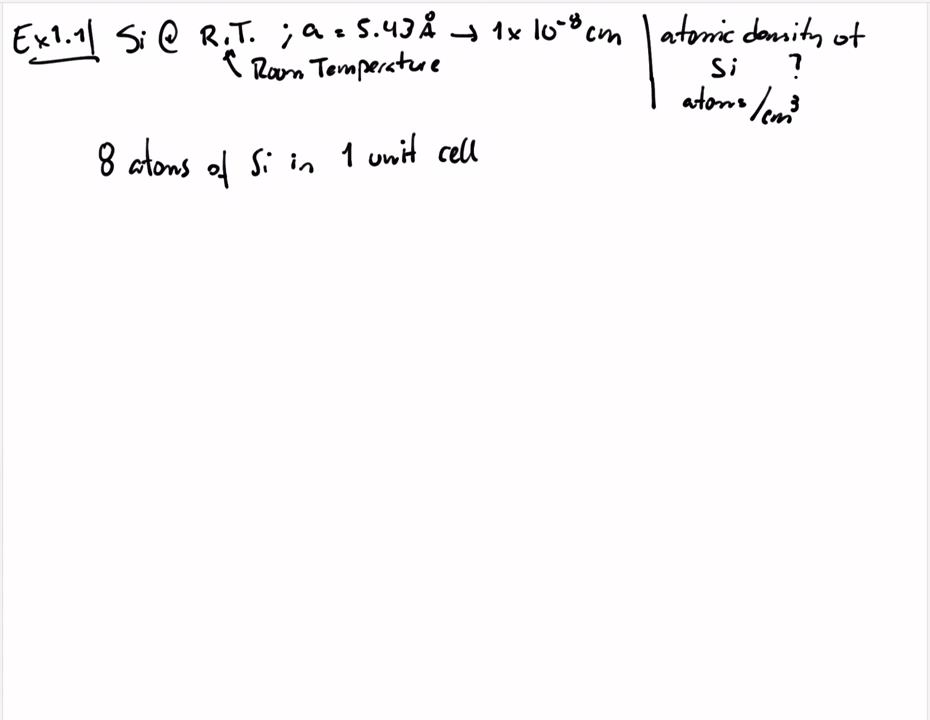 Ex1.1| Si @ R.T. ; a = 5.43 Å → 1 x 10⁻⁸ cm | atomic density of
↑ Room Temperature
Si ?
atoms/cm³
8 atoms of Si in 1 unit cell